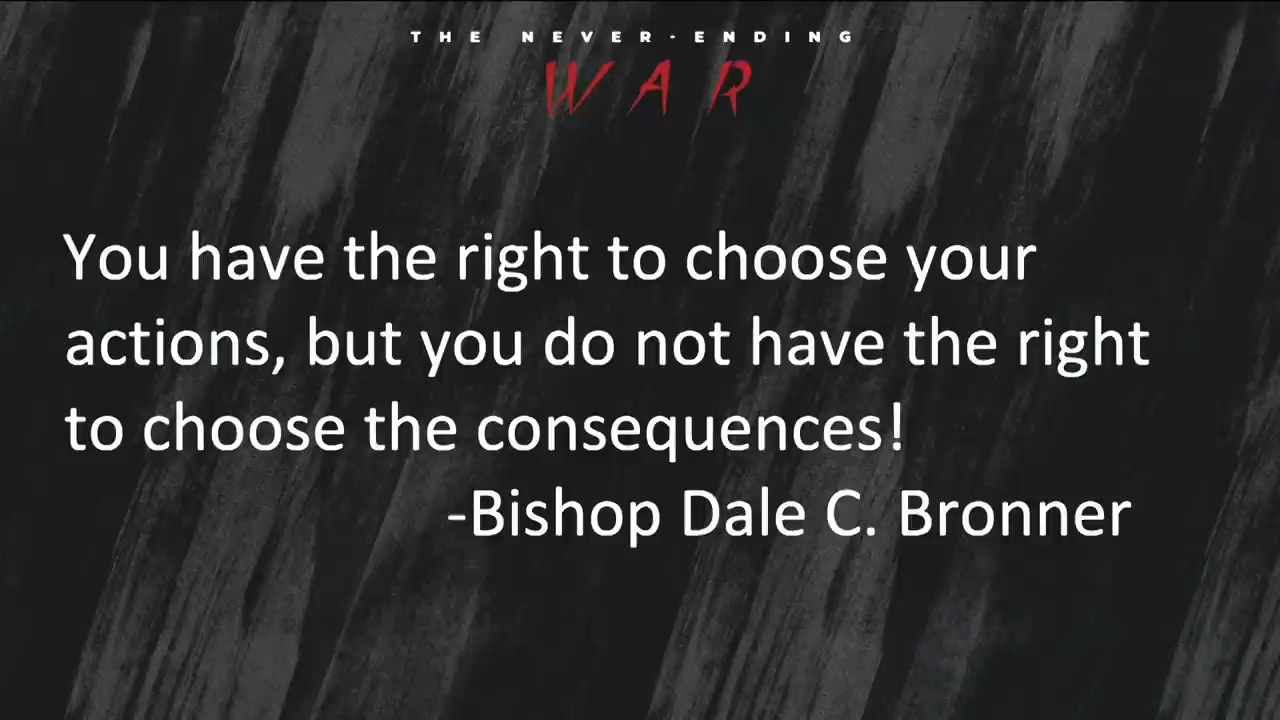 THE NEVER-ENDING
WAR
You have the right to choose your
actions, but you do not have the right
to choose the consequences!
-Bishop Dale C. Bronner